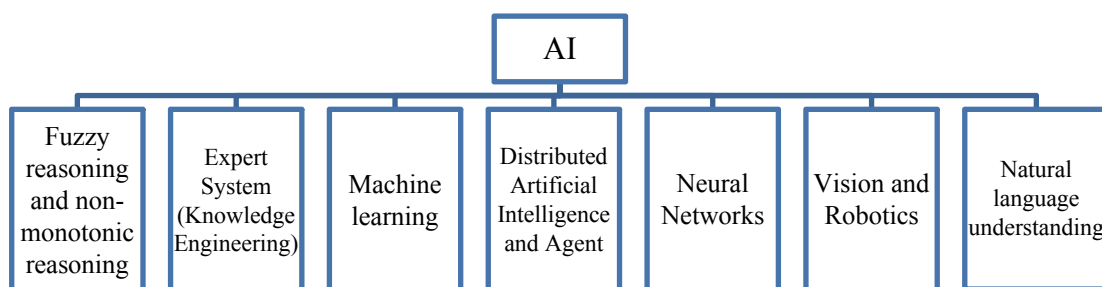 AI
Fuzzy
reasoning
and non-
monotonic
reasoning
Expert
System
(Knowledge
Engineering)
Machine
learning
Distributed
Artificial
Intelligence
and Agent
Neural
Networks
Vision and
Robotics
Natural
language
understanding